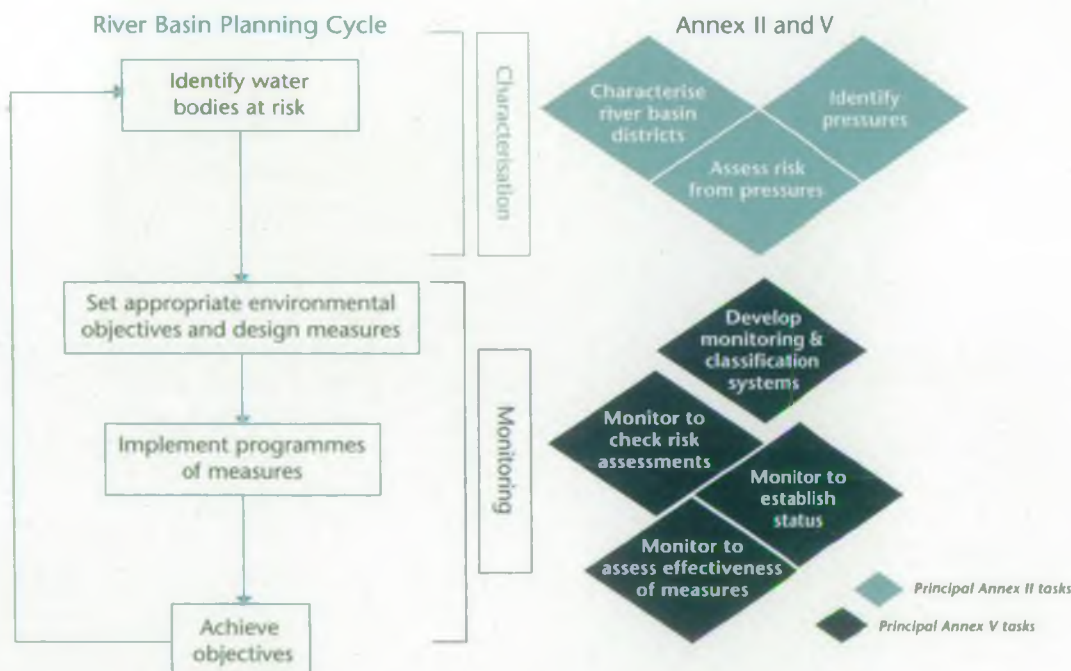 River Basin Planning Cycle
Identify water
bodies at risk
Set appropriate environmental
objectives and design measures
Implement programmes
of measures
Achieve
objectives
Characterisation
Monitoring
Annex II and V
Characterise
river basin
districts
Identify
pressures
Assess risk
from pressures
Develop
monitoring &
classification
systems
Monitor to
check risk
assessments
Monitor to
establish
status
Monitor to
assess effectiveness
of measures
Principal Annex II tasks
Principal Annex V tasks